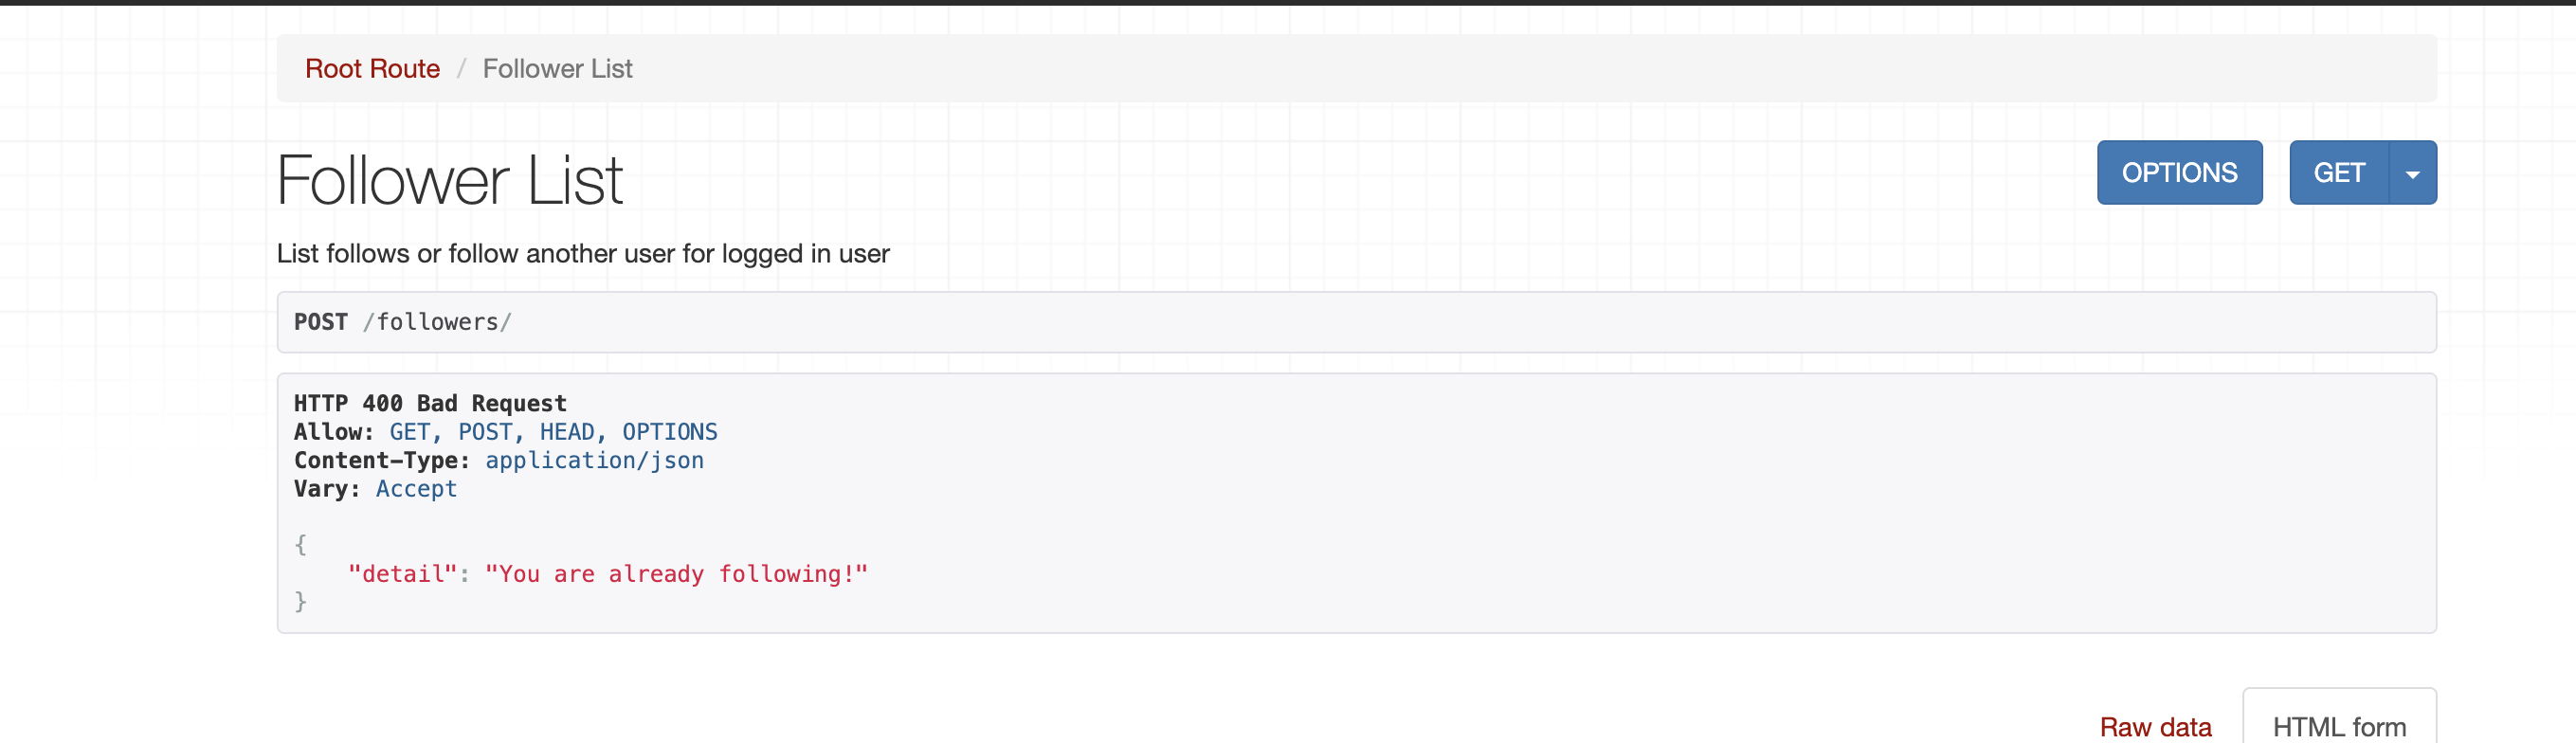 Root Route / Follower List
Follower List
OPTIONS
GET
List follows or follow another user for logged in user
POST /followers/
HTTP 400 Bad Request
Allow: GET, POST, HEAD, OPTIONS
Content-Type: application/json
Vary: Accept
{
    "detail": "You are already following!"
}
Raw data
HTML form